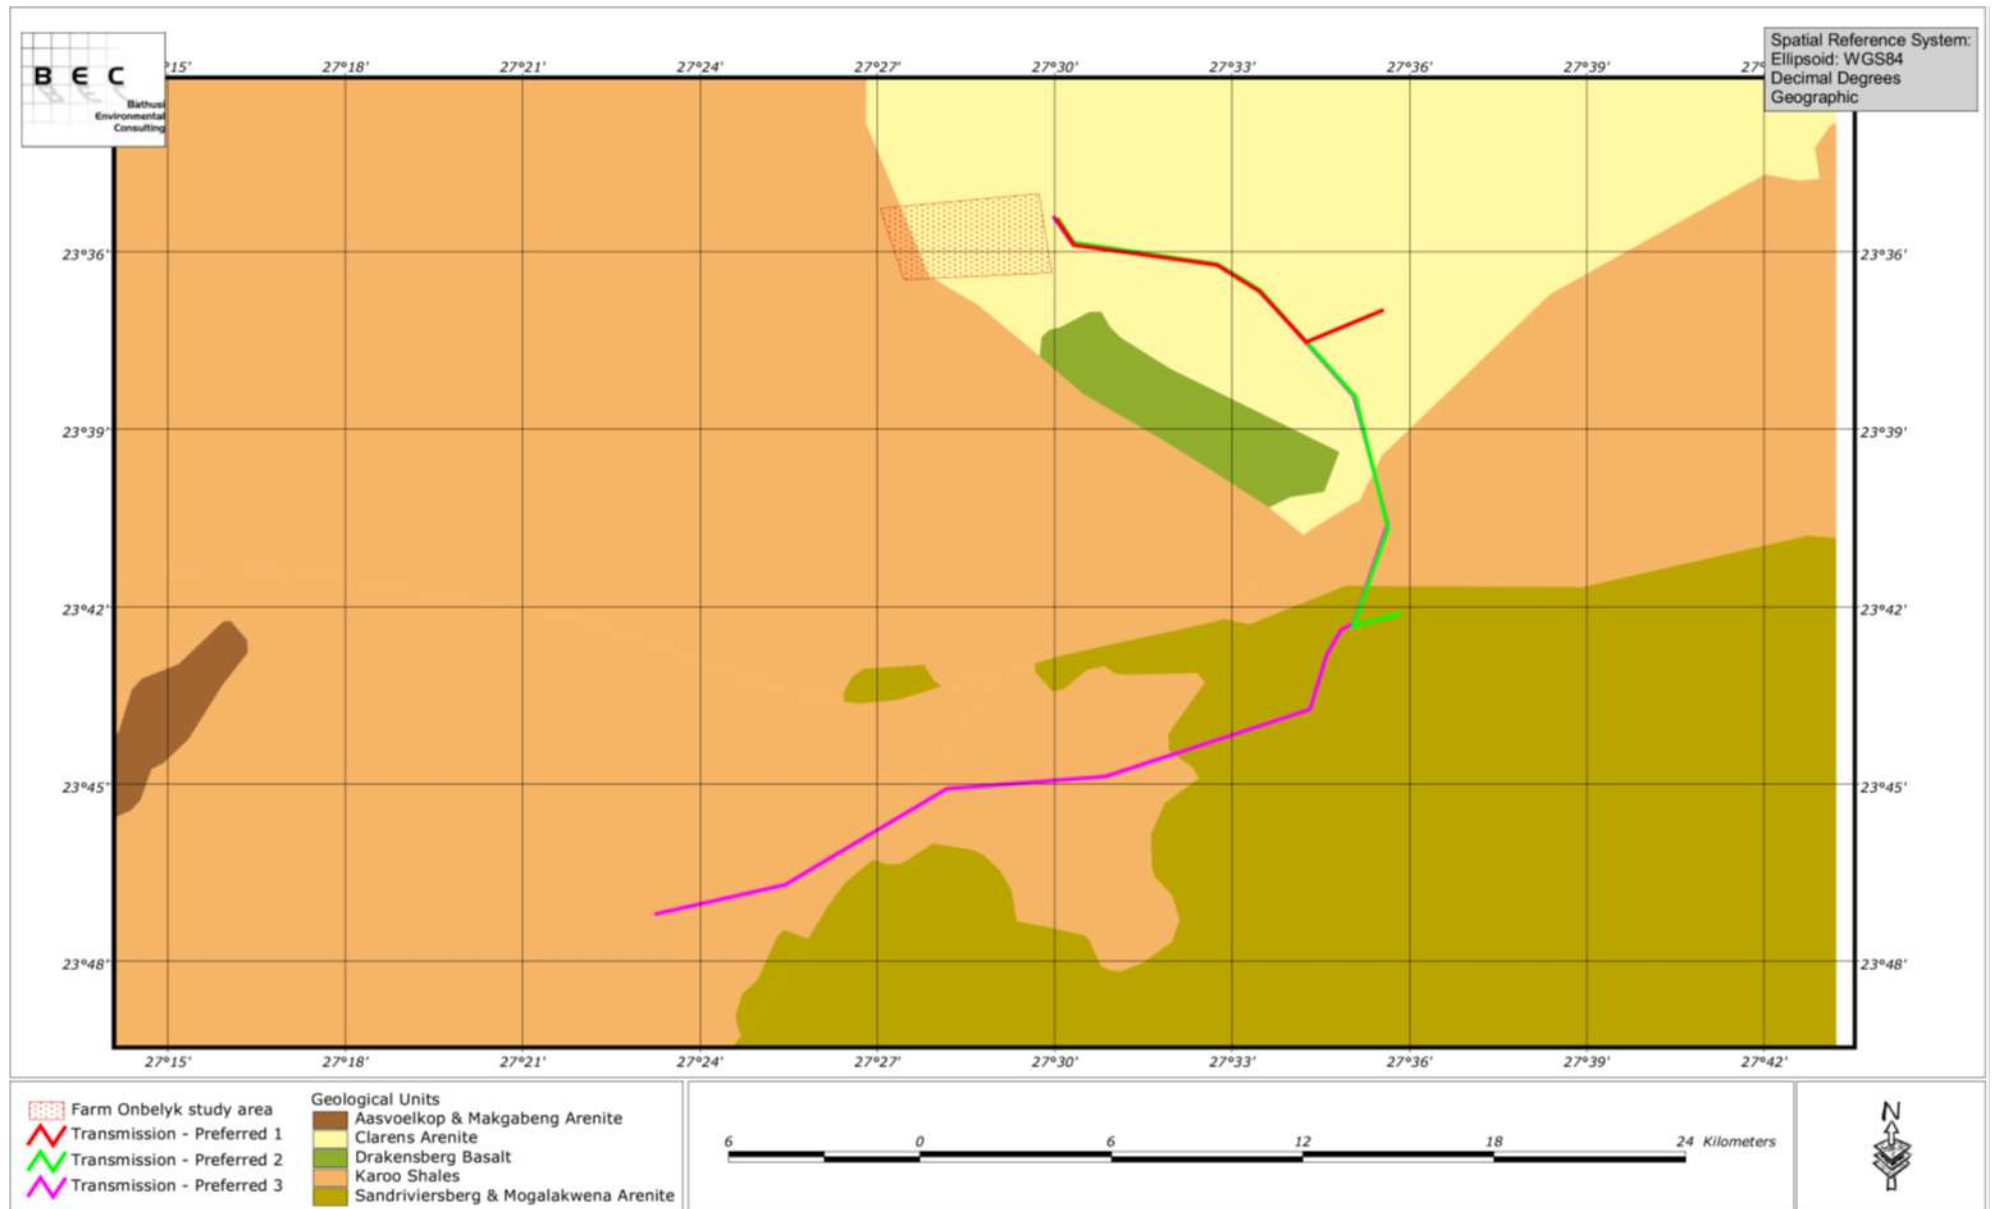 B E C
Bathusi
Environmental
Consulting
Spatial Reference System:
Ellipsoid: WGS84
Decimal Degrees
Geographic
°15' 27°18' 27°21' 27°24' 27°27' 27°30' 27°33' 27°36' 27°39' 27°
23°36' 23°36'
23°39' 23°39'
23°42' 23°42'
23°45' 23°45'
23°48' 23°48'
27°15' 27°18' 27°21' 27°24' 27°27' 27°30' 27°33' 27°36' 27°39' 27°42'
Farm Onbelyk study area
Transmission - Preferred 1
Transmission - Preferred 2
Transmission - Preferred 3
Geological Units
Aasvoelkop & Makgabeng Arenite
Clarens Arenite
Drakensberg Basalt
Karoo Shales
Sandriviersberg & Mogalakwena Arenite
6 0 6 12 18 24 Kilometers
N